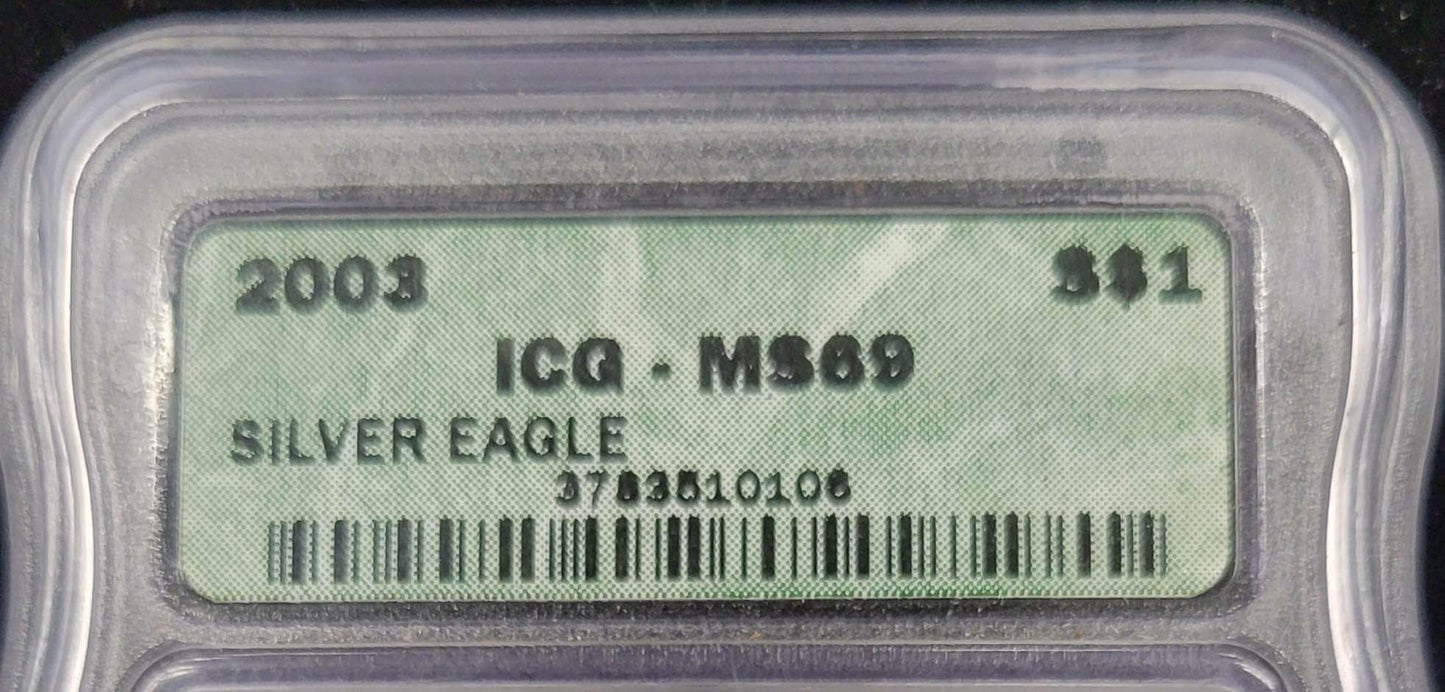 2003 S$1
ICG - MS69
SILVER EAGLE
3783510106